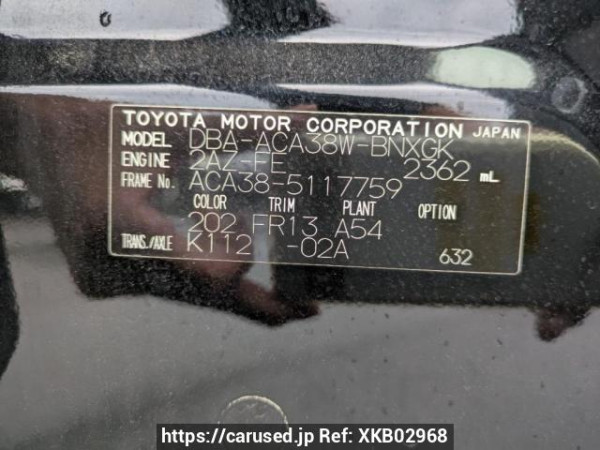 TOYOTA MOTOR CORPORATION JAPAN
MODEL DBA-ACA38W-BNXGK
ENGINE 2AZ-FE 2362 mL
FRAME No. ACA38-5117759
COLOR TRIM PLANT OPTION
202 FR13 A54
TRANS./AXLE K112 -02A 632
https://carused.jp Ref: XKB02968